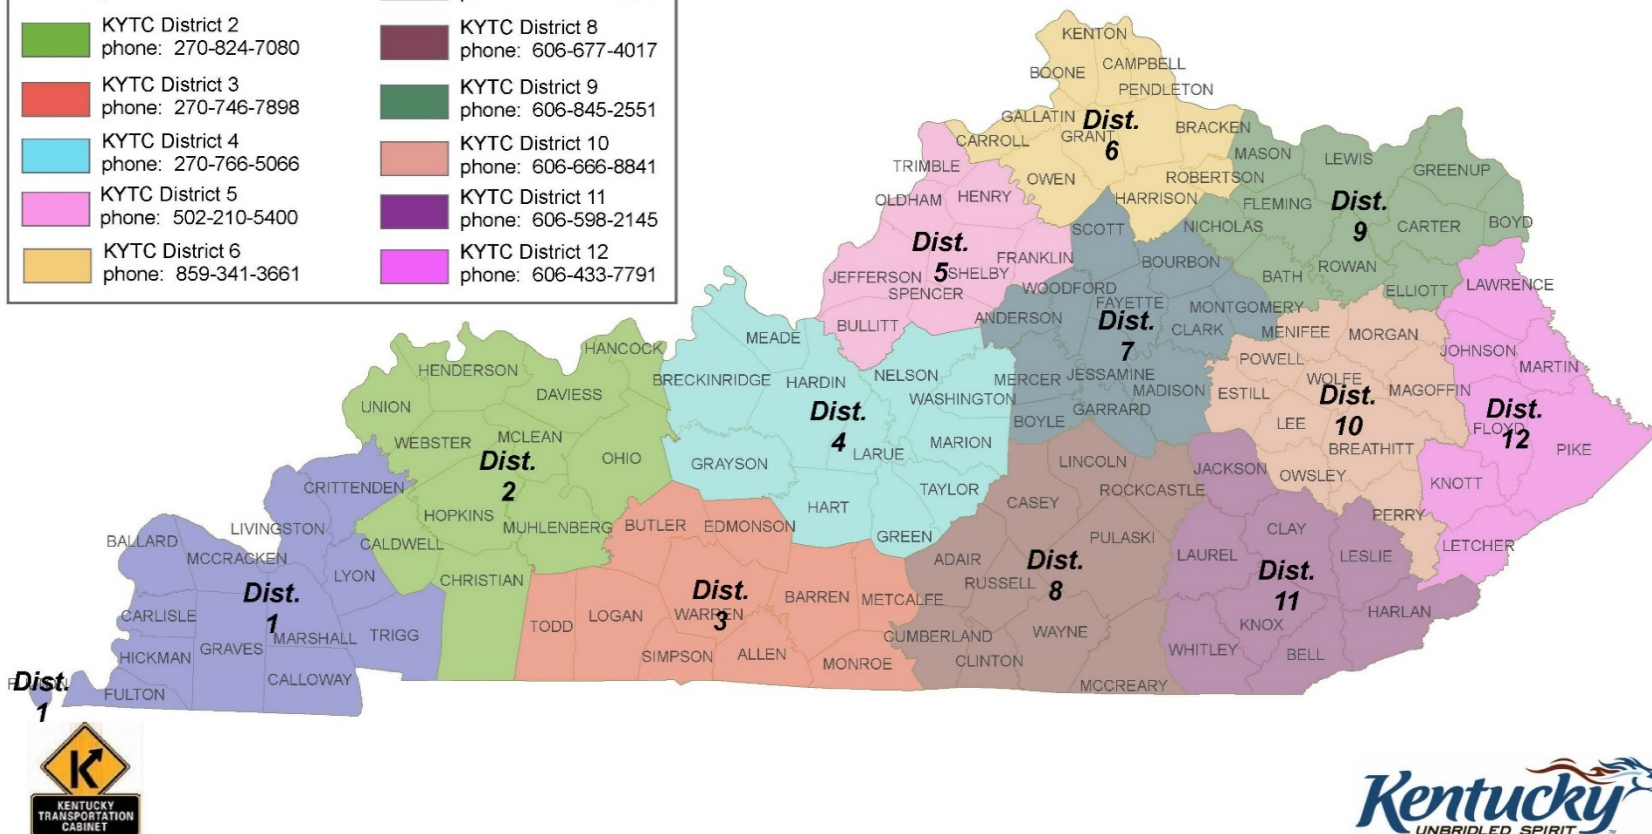 KYTC District 2
phone: 270-824-7080
KYTC District 3
phone: 270-746-7898
KYTC District 4
phone: 270-766-5066
KYTC District 5
phone: 502-210-5400
KYTC District 6
phone: 859-341-3661
KYTC District 8
phone: 606-677-4017
KYTC District 9
phone: 606-845-2551
KYTC District 10
phone: 606-666-8841
KYTC District 11
phone: 606-598-2145
KYTC District 12
phone: 606-433-7791
KENTON
BOONE
CAMPBELL
PENDLETON
GALLATIN
CARROLL
GRANT
BRACKEN
OWEN
ROBERTSON
HARRISON
Dist.
6
MASON
LEWIS
GREENUP
FLEMING
NICHOLAS
CARTER
BOYD
BATH
ROWAN
ELLIOTT
Dist.
9
TRIMBLE
OLDHAM
HENRY
FRANKLIN
JEFFERSON
SHELBY
SPENCER
BULLITT
Dist.
5
SCOTT
BOURBON
WOODFORD
FAYETTE
MONTGOMERY
ANDERSON
CLARK
MERCER
JESSAMINE
MADISON
GARRARD
BOYLE
Dist.
7
MENIFEE
MORGAN
POWELL
WOLFE
MAGOFFIN
ESTILL
LEE
BREATHITT
OWSLEY
PERRY
Dist.
10
LAWRENCE
JOHNSON
MARTIN
FLOYD
PIKE
KNOTT
LETCHER
Dist.
12
MEADE
BRECKINRIDGE
HARDIN
NELSON
WASHINGTON
MARION
LARUE
GRAYSON
TAYLOR
HART
GREEN
Dist.
4
HANCOCK
HENDERSON
DAVIESS
UNION
WEBSTER
MCLEAN
OHIO
HOPKINS
MUHLENBERG
CALDWELL
CHRISTIAN
Dist.
2
CRITTENDEN
LIVINGSTON
BALLARD
MCCRACKEN
LYON
CARLISLE
MARSHALL
TRIGG
GRAVES
HICKMAN
CALLOWAY
FULTON
Dist.
1
Dist.
1
BUTLER
EDMONSON
BARREN
METCALFE
WARREN
LOGAN
TODD
SIMPSON
ALLEN
MONROE
Dist.
3
LINCOLN
CASEY
ROCKCASTLE
PULASKI
ADAIR
RUSSELL
CUMBERLAND
WAYNE
CLINTON
MCCREARY
Dist.
8
JACKSON
CLAY
LAUREL
LESLIE
HARLAN
KNOX
WHITLEY
BELL
Dist.
11
KENTUCKY
TRANSPORTATION
CABINET
Kentucky
UNBRIDLED SPIRIT